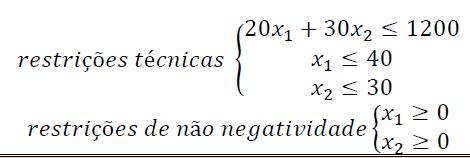 restrições técnicas { 20x₁ + 30x₂ ≤ 1200
x₁ ≤ 40
x₂ ≤ 30
restrições de não negatividade { x₁ ≥ 0
x₂ ≥ 0